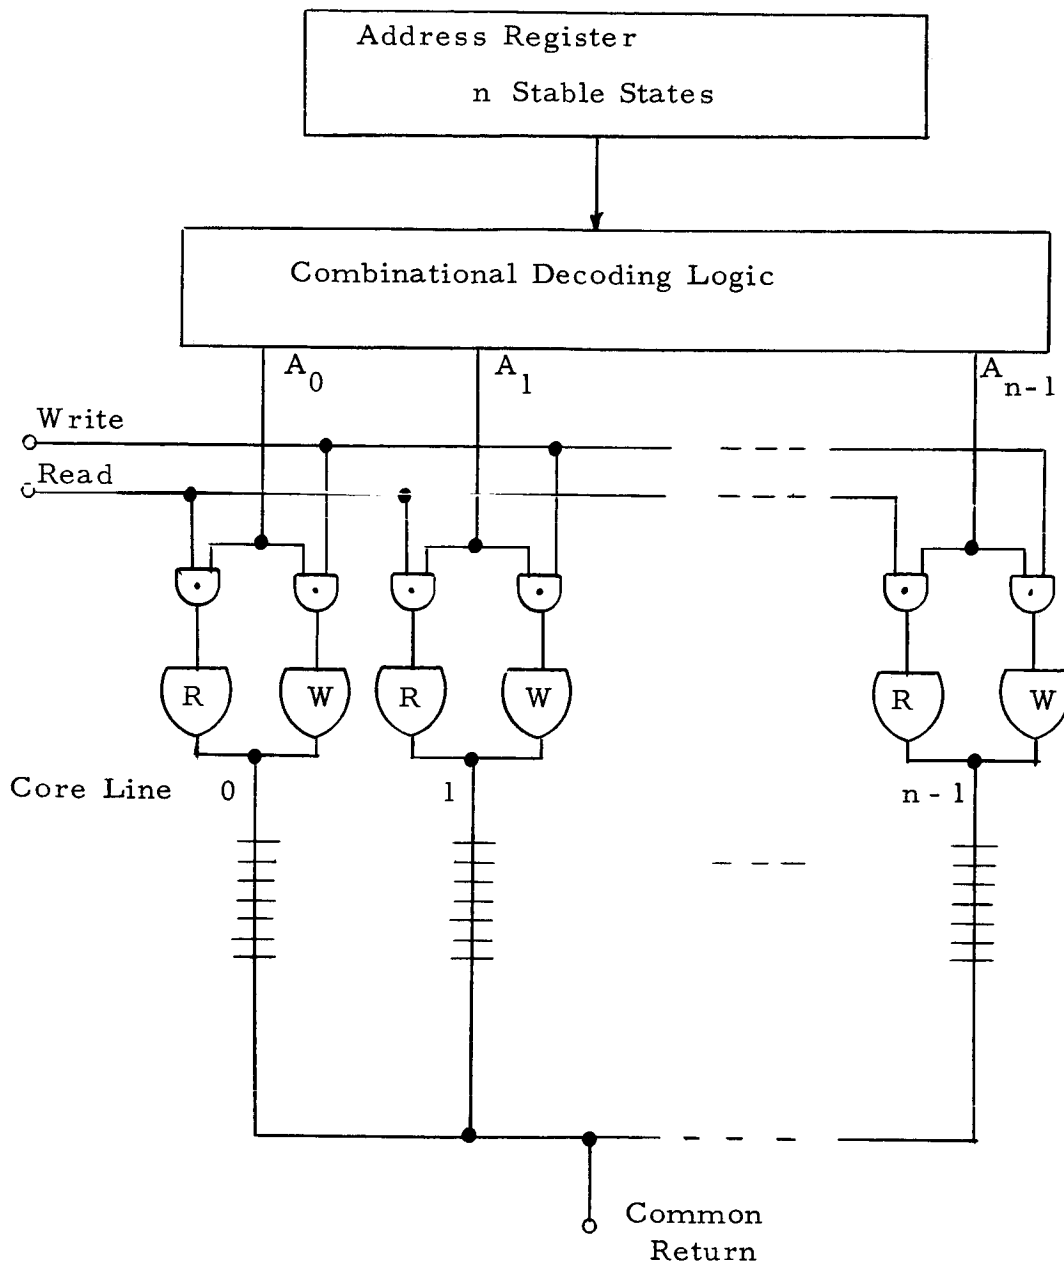 Address Register
n Stable States
Combinational Decoding Logic
A0 A1 An-1
Write
Read
R W R W R W
Core Line 0 1 n-1
Common
Return